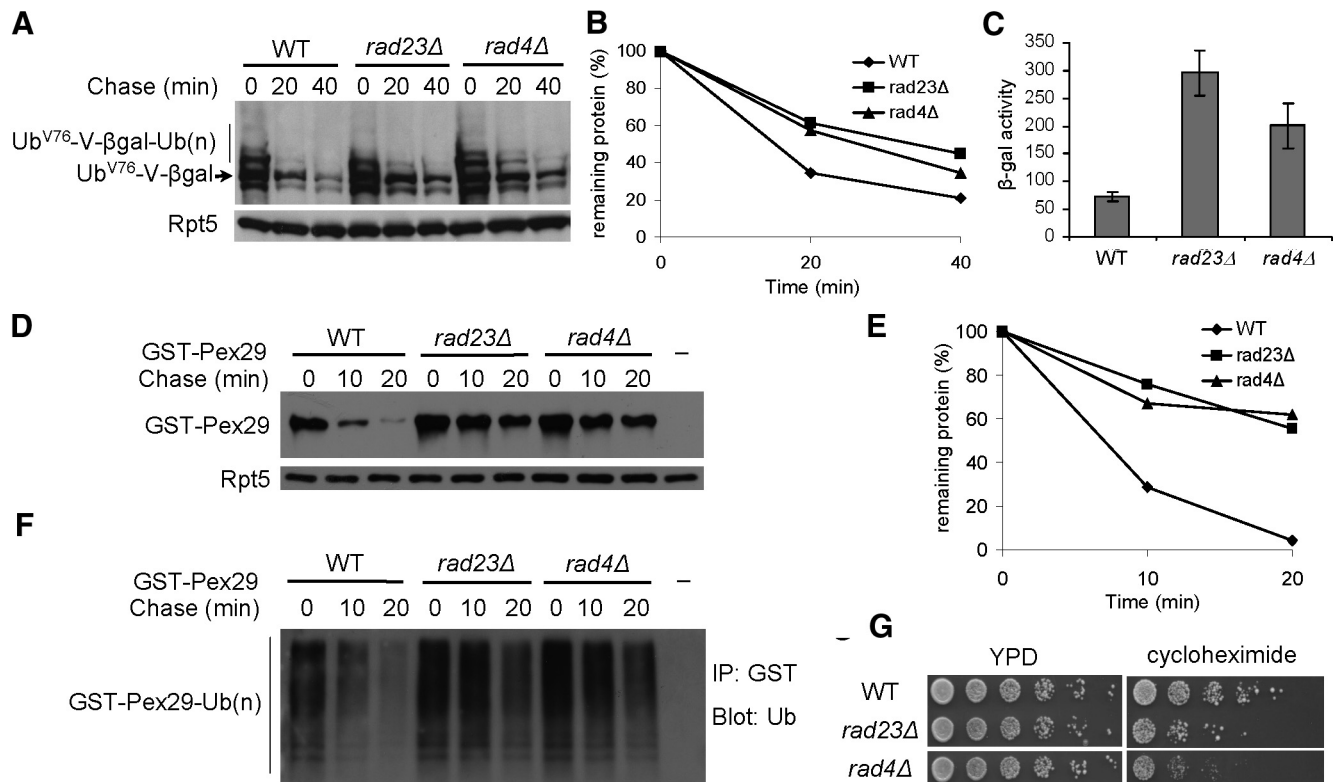 A
WT rad23Δ rad4Δ
Chase (min) 0 20 40 0 20 40 0 20 40
Ub^V76-V-βgal-Ub(n)
Ub^V76-V-βgal
Rpt5
B
remaining protein (%)
100
80
60
40
20
0
0 20 40
Time (min)
WT
rad23Δ
rad4Δ
C
β-gal activity
350
300
250
200
150
100
50
0
WT rad23Δ rad4Δ
D
WT rad23Δ rad4Δ
GST-Pex29 –
Chase (min) 0 10 20 0 10 20 0 10 20
GST-Pex29
Rpt5
E
remaining protein (%)
100
80
60
40
20
0
0 10 20
Time (min)
WT
rad23Δ
rad4Δ
F
WT rad23Δ rad4Δ
GST-Pex29 –
Chase (min) 0 10 20 0 10 20 0 10 20
GST-Pex29-Ub(n)
IP: GST
Blot: Ub
G
YPD cycloheximide
WT
rad23Δ
rad4Δ